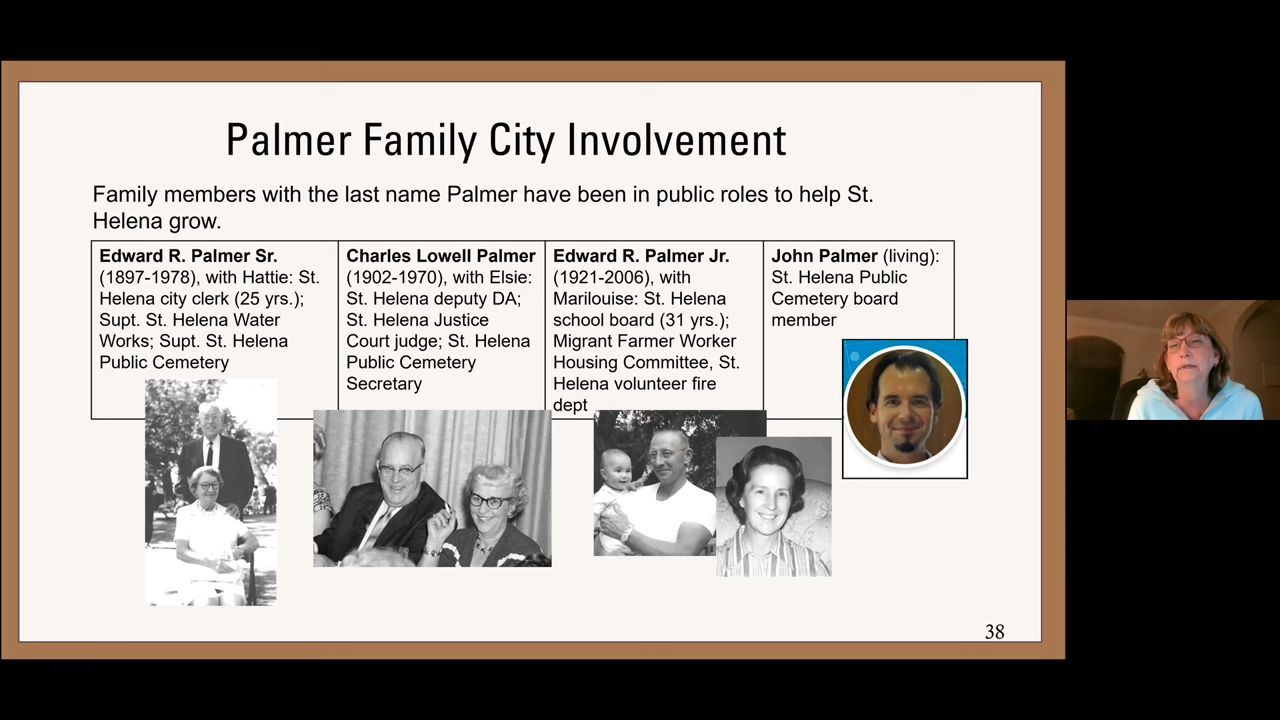 Palmer Family City Involvement
Family members with the last name Palmer have been in public roles to help St.
Helena grow.
Edward R. Palmer Sr.
(1897-1978), with Hattie: St.
Helena city clerk (25 yrs.);
Supt. St. Helena Water
Works; Supt. St. Helena
Public Cemetery
Charles Lowell Palmer
(1902-1970), with Elsie:
St. Helena deputy DA;
St. Helena Justice
Court judge; St. Helena
Public Cemetery
Secretary
Edward R. Palmer Jr.
(1921-2006), with
Marilouise: St. Helena
school board (31 yrs.);
Migrant Farmer Worker
Housing Committee, St.
Helena volunteer fire
dept
John Palmer (living):
St. Helena Public
Cemetery board
member
38